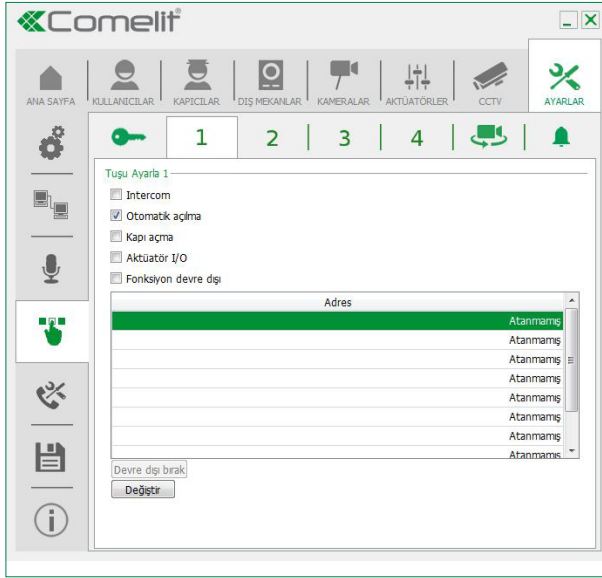 Comelit
ANA SAYFA KULLANICILAR KAPICILAR DIŞ MEKANLAR KAMERALAR AKTÜATÖRLER CCTV AYARLAR
1 2 3 4
Tuşu Ayarla 1
Intercom
Otomatik açılma
Kapı açma
Aktüatör I/O
Fonksiyon devre dışı
Adres
Atanmamış
Atanmamış
Atanmamış
Atanmamış
Atanmamış
Atanmamış
Atanmamış
Atanmamış
Devre dışı bırak
Değiştir